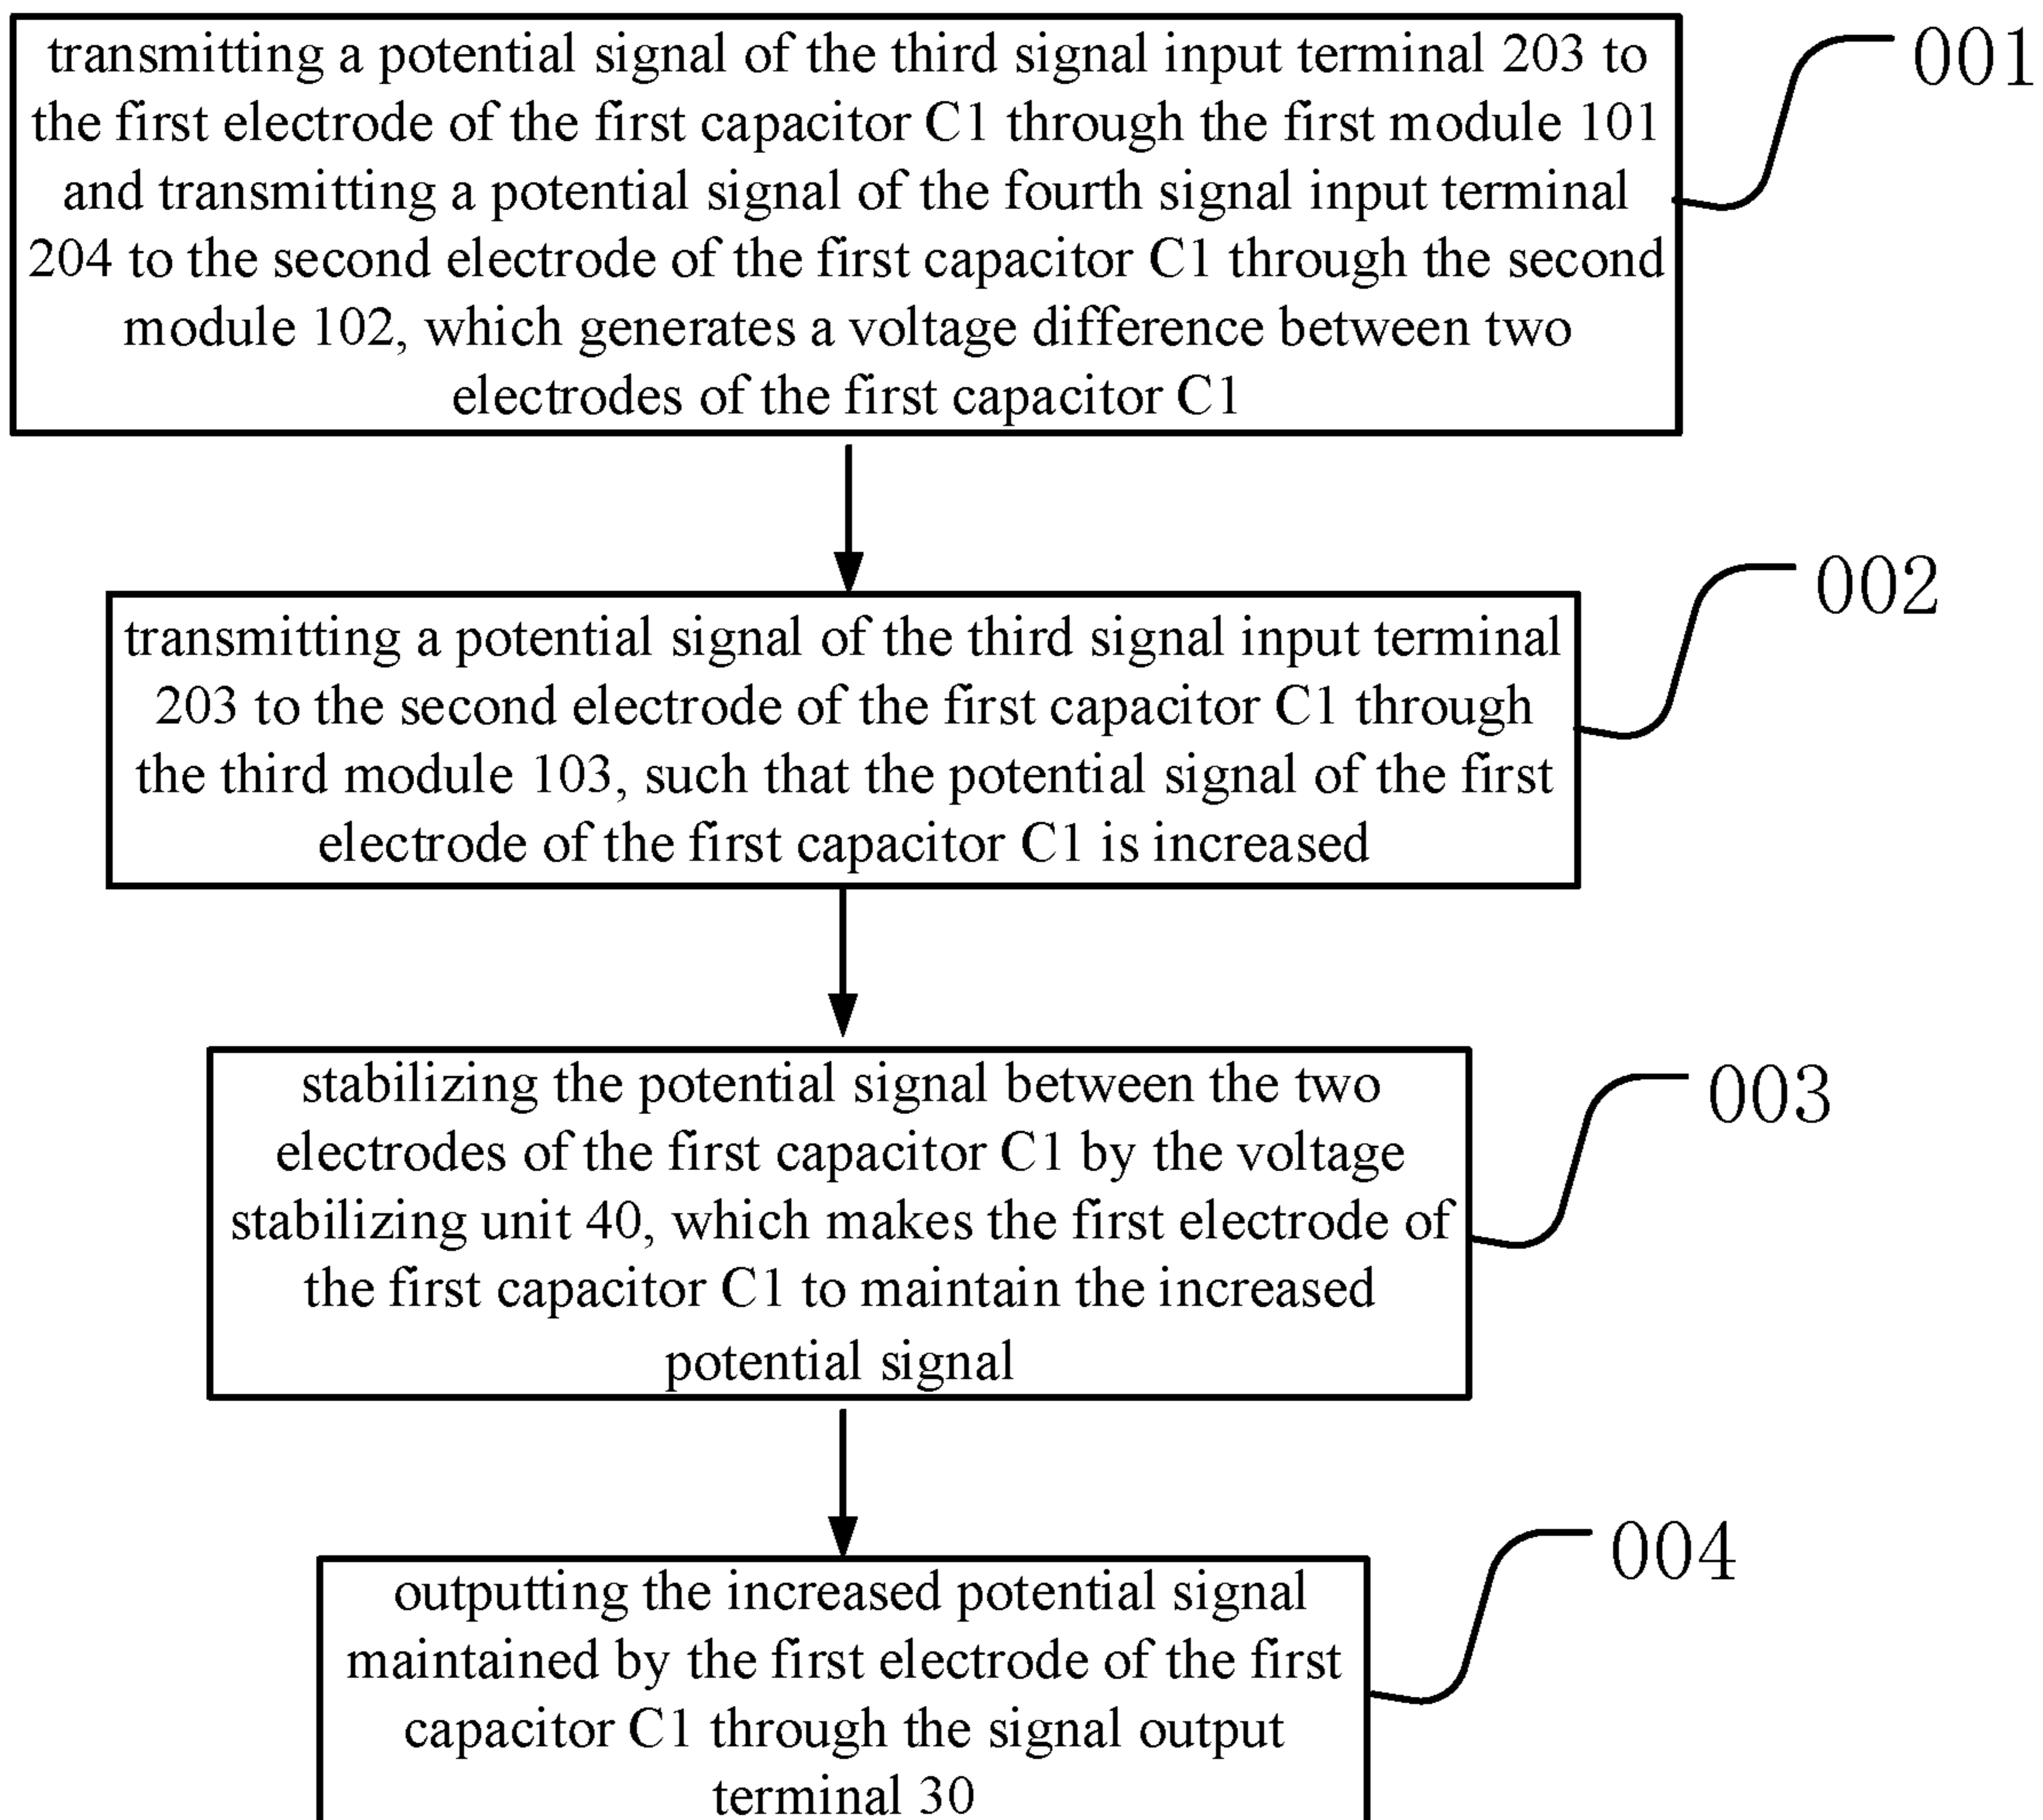 transmitting a potential signal of the third signal input terminal 203 to
the first electrode of the first capacitor C1 through the first module 101
and transmitting a potential signal of the fourth signal input terminal
204 to the second electrode of the first capacitor C1 through the second
module 102, which generates a voltage difference between two
electrodes of the first capacitor C1
001
transmitting a potential signal of the third signal input terminal
203 to the second electrode of the first capacitor C1 through
the third module 103, such that the potential signal of the first
electrode of the first capacitor C1 is increased
002
stabilizing the potential signal between the two
electrodes of the first capacitor C1 by the voltage
stabilizing unit 40, which makes the first electrode of
the first capacitor C1 to maintain the increased
potential signal
003
outputting the increased potential signal
maintained by the first electrode of the first
capacitor C1 through the signal output
terminal 30
004